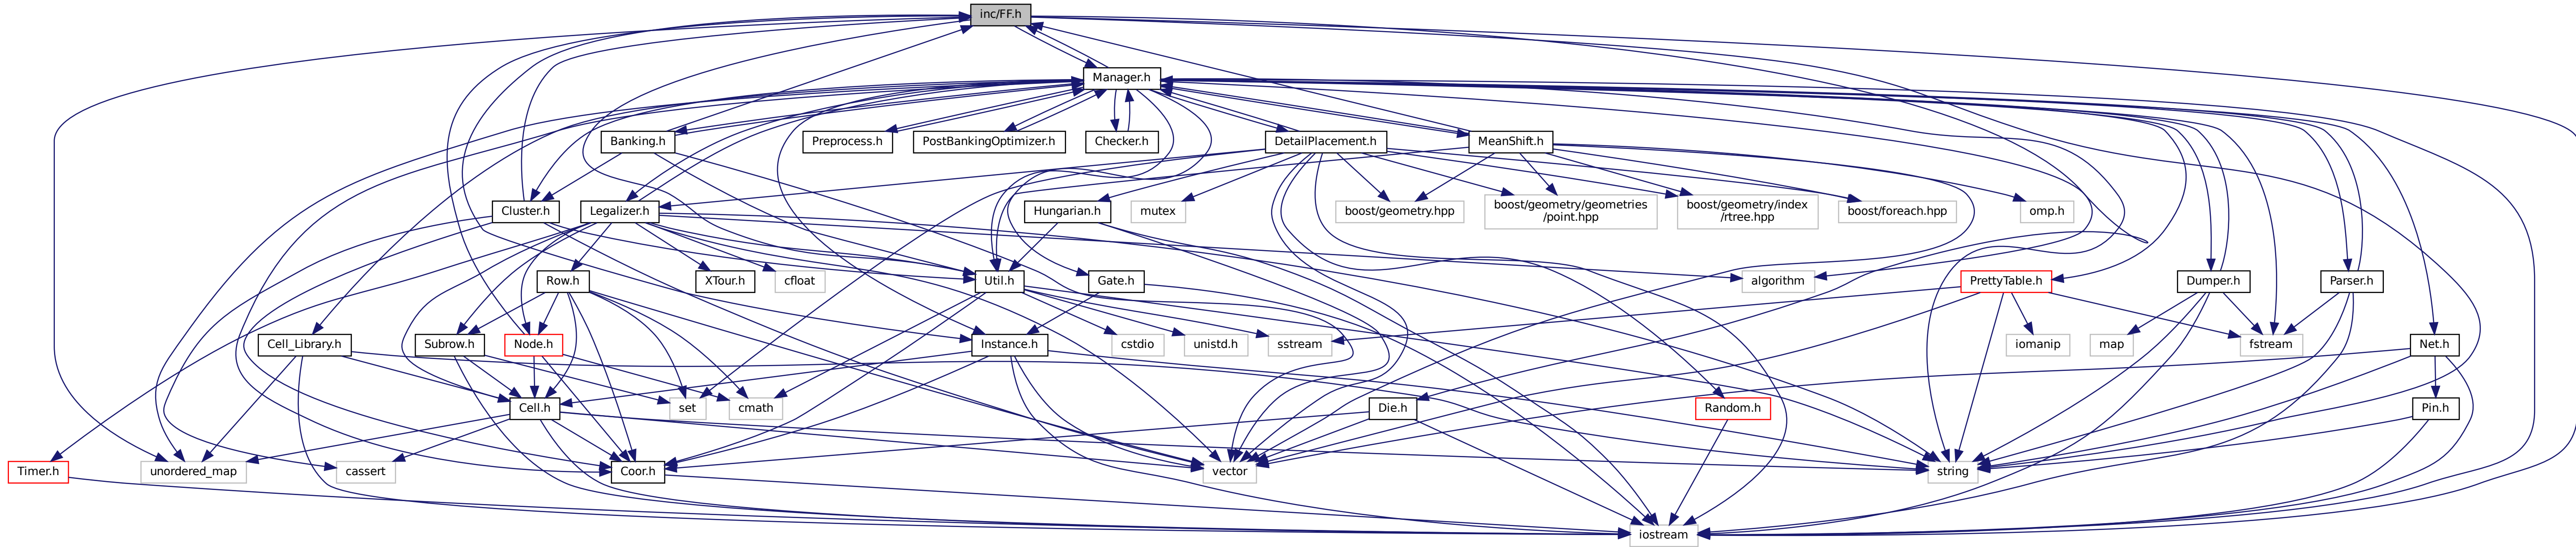 inc/FF.h
Manager.h
Banking.h
Preprocess.h
PostBankingOptimizer.h
Checker.h
DetailPlacement.h
MeanShift.h
Cluster.h
Legalizer.h
Hungarian.h
mutex
boost/geometry.hpp
boost/geometry/geometries
/point.hpp
boost/geometry/index
/rtree.hpp
boost/foreach.hpp
omp.h
Row.h
XTour.h
cfloat
Util.h
Gate.h
algorithm
PrettyTable.h
Dumper.h
Parser.h
Cell_Library.h
Subrow.h
Node.h
Instance.h
cstdio
unistd.h
sstream
iomanip
map
fstream
Net.h
Cell.h
set
cmath
Die.h
Random.h
Pin.h
Timer.h
unordered_map
cassert
Coor.h
vector
string
iostream